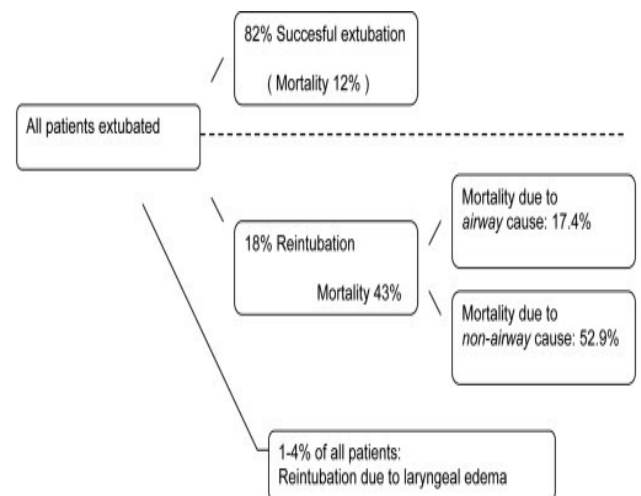 82% Succesful extubation
( Mortality 12% )
All patients extubated
18% Reintubation
Mortality 43%
Mortality due to
airway cause: 17.4%
Mortality due to
non-airway cause: 52.9%
1-4% of all patients:
Reintubation due to laryngeal edema